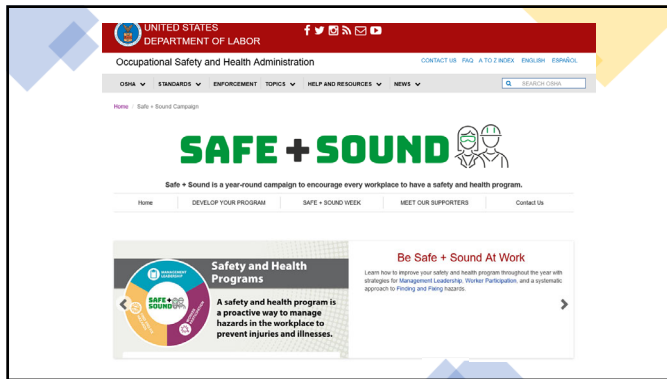 UNITED STATES
DEPARTMENT OF LABOR
Occupational Safety and Health Administration
CONTACT US FAQ A TO Z INDEX ENGLISH ESPAÑOL
OSHA STANDARDS ENFORCEMENT TOPICS HELP AND RESOURCES NEWS
SEARCH OSHA
Home / Safe + Sound Campaign
SAFE + SOUND
Safe + Sound is a year-round campaign to encourage every workplace to have a safety and health program.
Home DEVELOP YOUR PROGRAM SAFE + SOUND WEEK MEET OUR SUPPORTERS Contact Us
MANAGEMENT
LEADERSHIP
SAFE +
SOUND
WORKER
PARTICIPATION
Safety and Health
Programs
A safety and health program is
a proactive way to manage
hazards in the workplace to
prevent injuries and illnesses.
Be Safe + Sound At Work
Learn how to improve your safety and health program throughout the year with
strategies for Management Leadership, Worker Participation, and a systematic
approach to Finding and Fixing hazards.